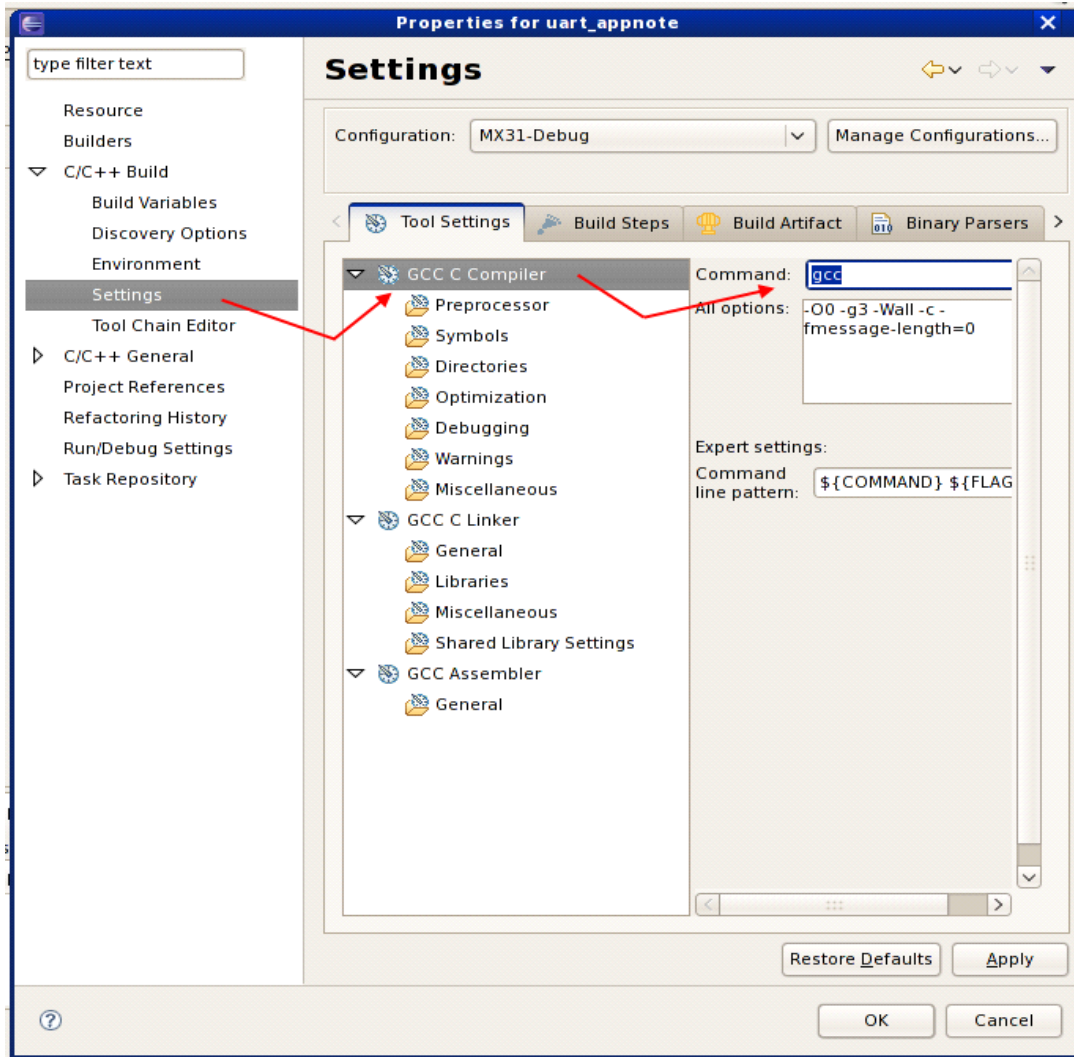 Properties for uart_appnote
type filter text
Resource
Builders
C/C++ Build
Build Variables
Discovery Options
Environment
Settings
Tool Chain Editor
C/C++ General
Project References
Refactoring History
Run/Debug Settings
Task Repository
Settings
Configuration:
MX31-Debug
Manage Configurations...
Tool Settings
Build Steps
Build Artifact
Binary Parsers
GCC C Compiler
Preprocessor
Symbols
Directories
Optimization
Debugging
Warnings
Miscellaneous
GCC C Linker
General
Libraries
Miscellaneous
Shared Library Settings
GCC Assembler
General
Command:
gcc
All options:
-O0 -g3 -Wall -c -
fmessage-length=0
Expert settings:
Command
line pattern:
${COMMAND} ${FLAG
Restore Defaults
Apply
OK
Cancel